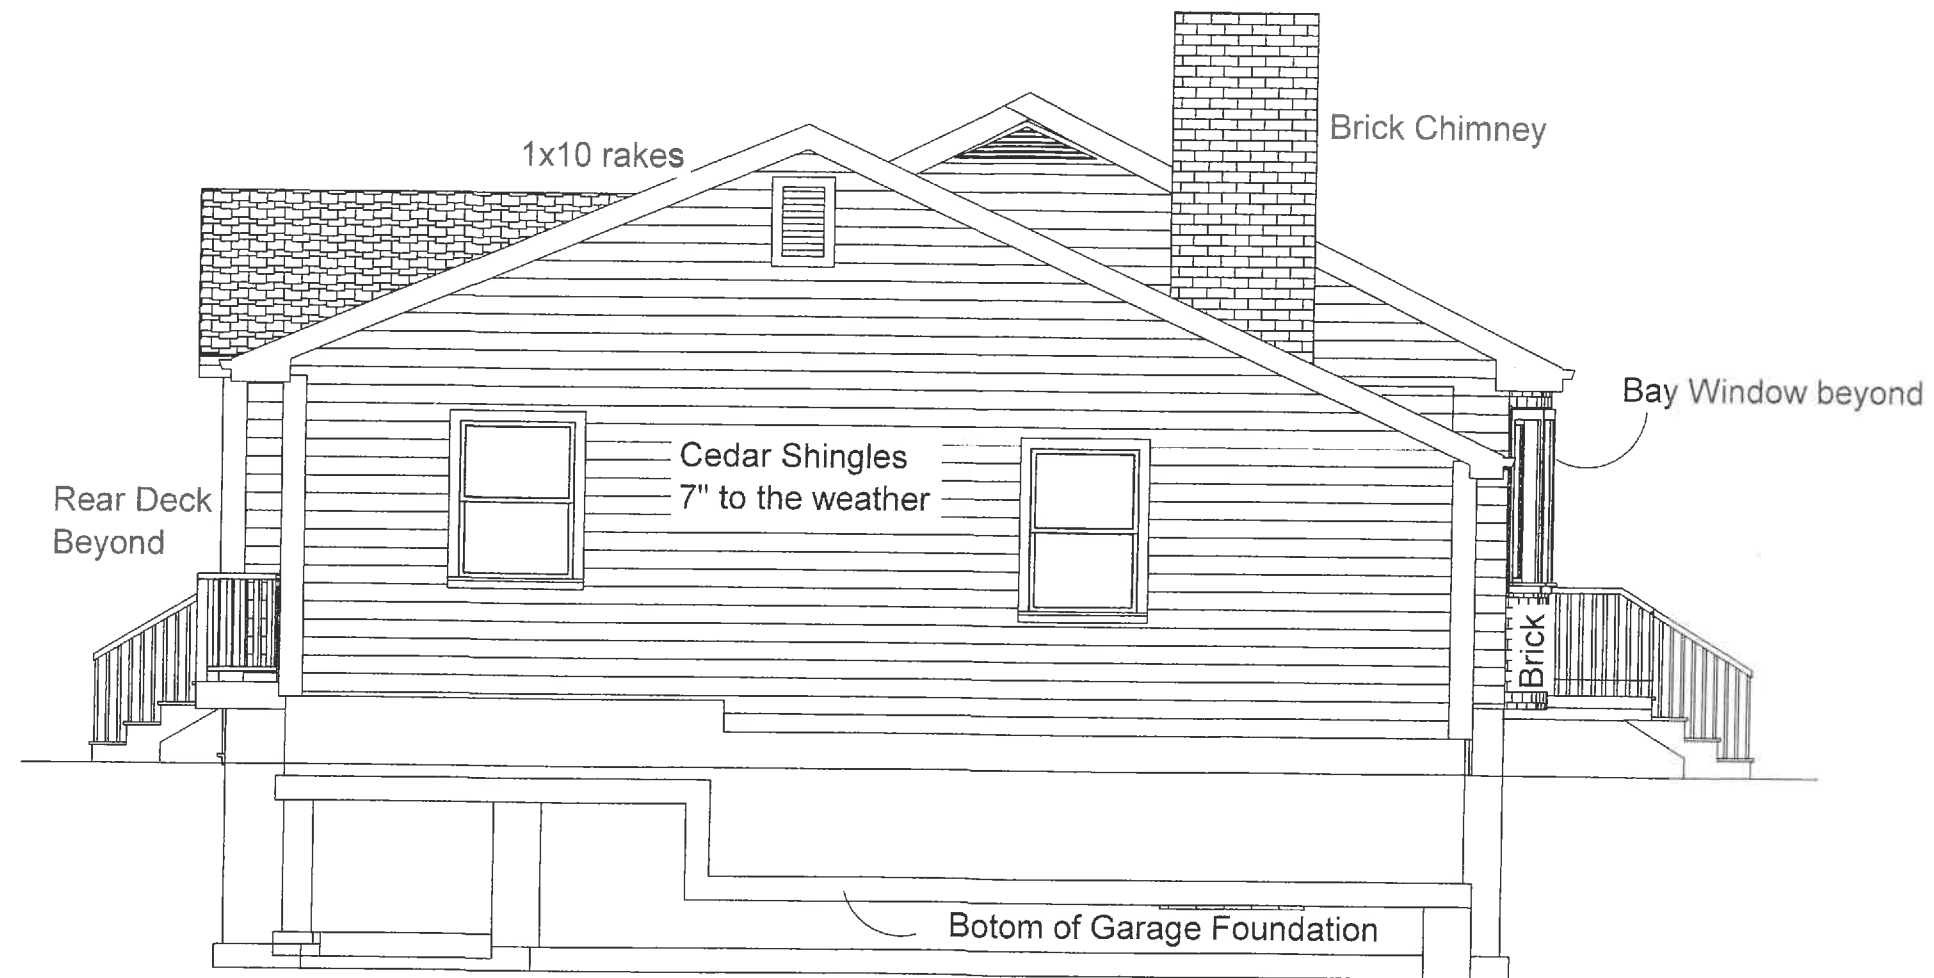 1x10 rakes
Brick Chimney
Bay Window beyond
Cedar Shingles
7" to the weather
Rear Deck
Beyond
Brick
Botom of Garage Foundation